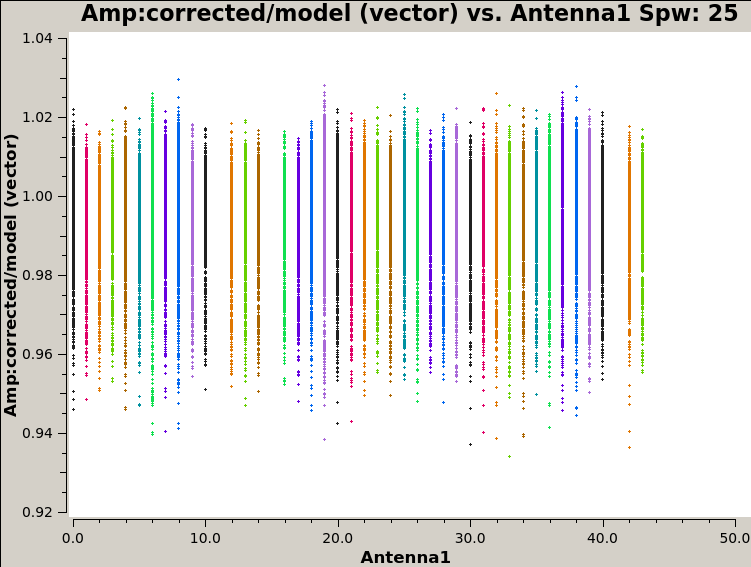 Amp:corrected/model (vector) vs. Antenna1 Spw: 25
Amp:corrected/model (vector)
1.04
1.02
1.00
0.98
0.96
0.94
0.92
0.0 10.0 20.0 30.0 40.0 50.0
Antenna1